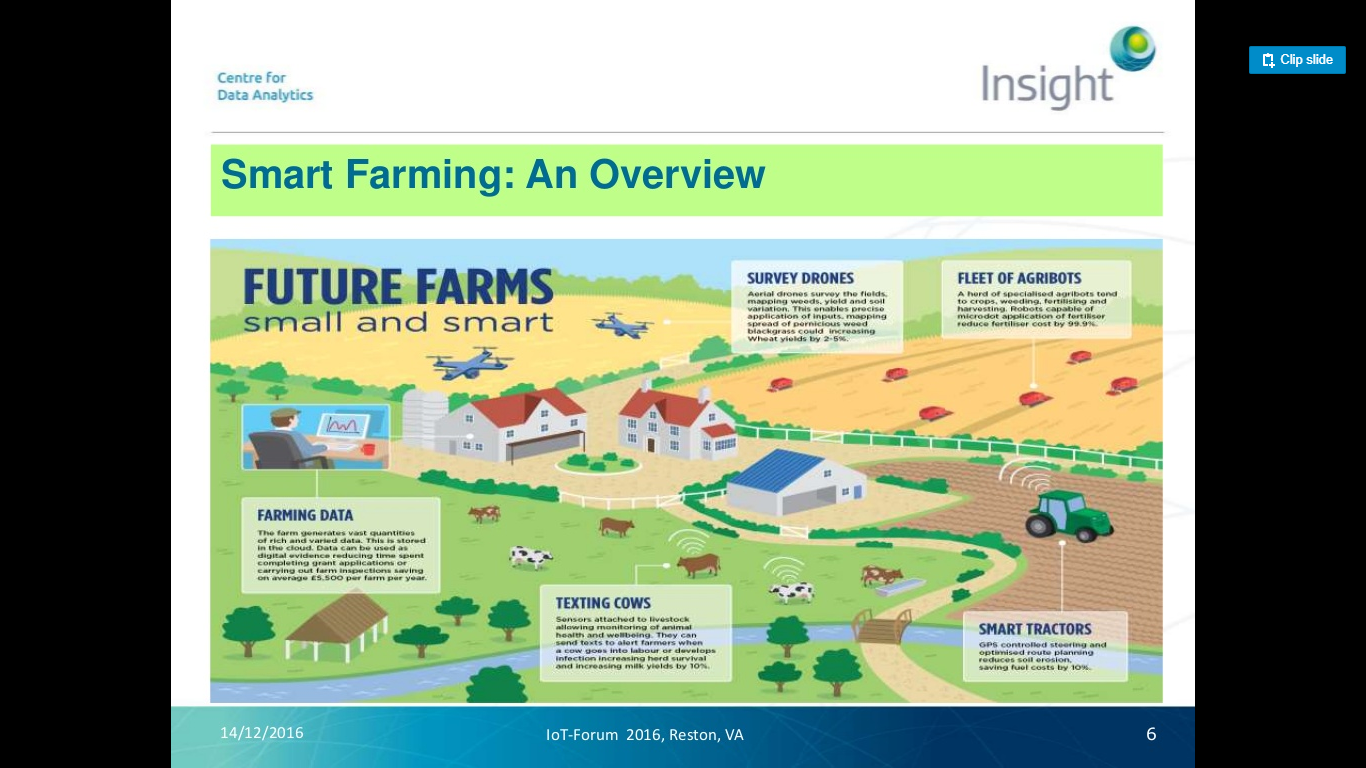 Centre for
Data Analytics
Insight
Clip slide
Smart Farming: An Overview
FUTURE FARMS
small and smart
SURVEY DRONES
Aerial drones survey the fields,
mapping weeds, yield and soil
variation. This enables precise
application of inputs, mapping
spread of pernicious weed
blackgrass could increasing
Wheat yields by 2-5%.
FLEET OF AGRIBOTS
A herd of specialised agribots tend
to crops, weeding, fertilising and
harvesting. Robots capable of
microdot application of fertiliser
reduce fertiliser cost by 99.9%.
FARMING DATA
The farm generates vast quantities
of rich and varied data. This is stored
in the cloud. Data can be used as
digital evidence reducing time spent
completing grant applications or
carrying out farm inspections saving
on average £5,500 per farm per year.
TEXTING COWS
Sensors attached to livestock
allowing monitoring of animal
health and wellbeing. They can
send texts to alert farmers when
a cow goes into labour or develops
infection increasing herd survival
and increasing milk yields by 10%.
SMART TRACTORS
GPS controlled steering and
optimised route planning
reduces soil erosion,
saving fuel costs by 10%.
14/12/2016
IoT-Forum 2016, Reston, VA
6